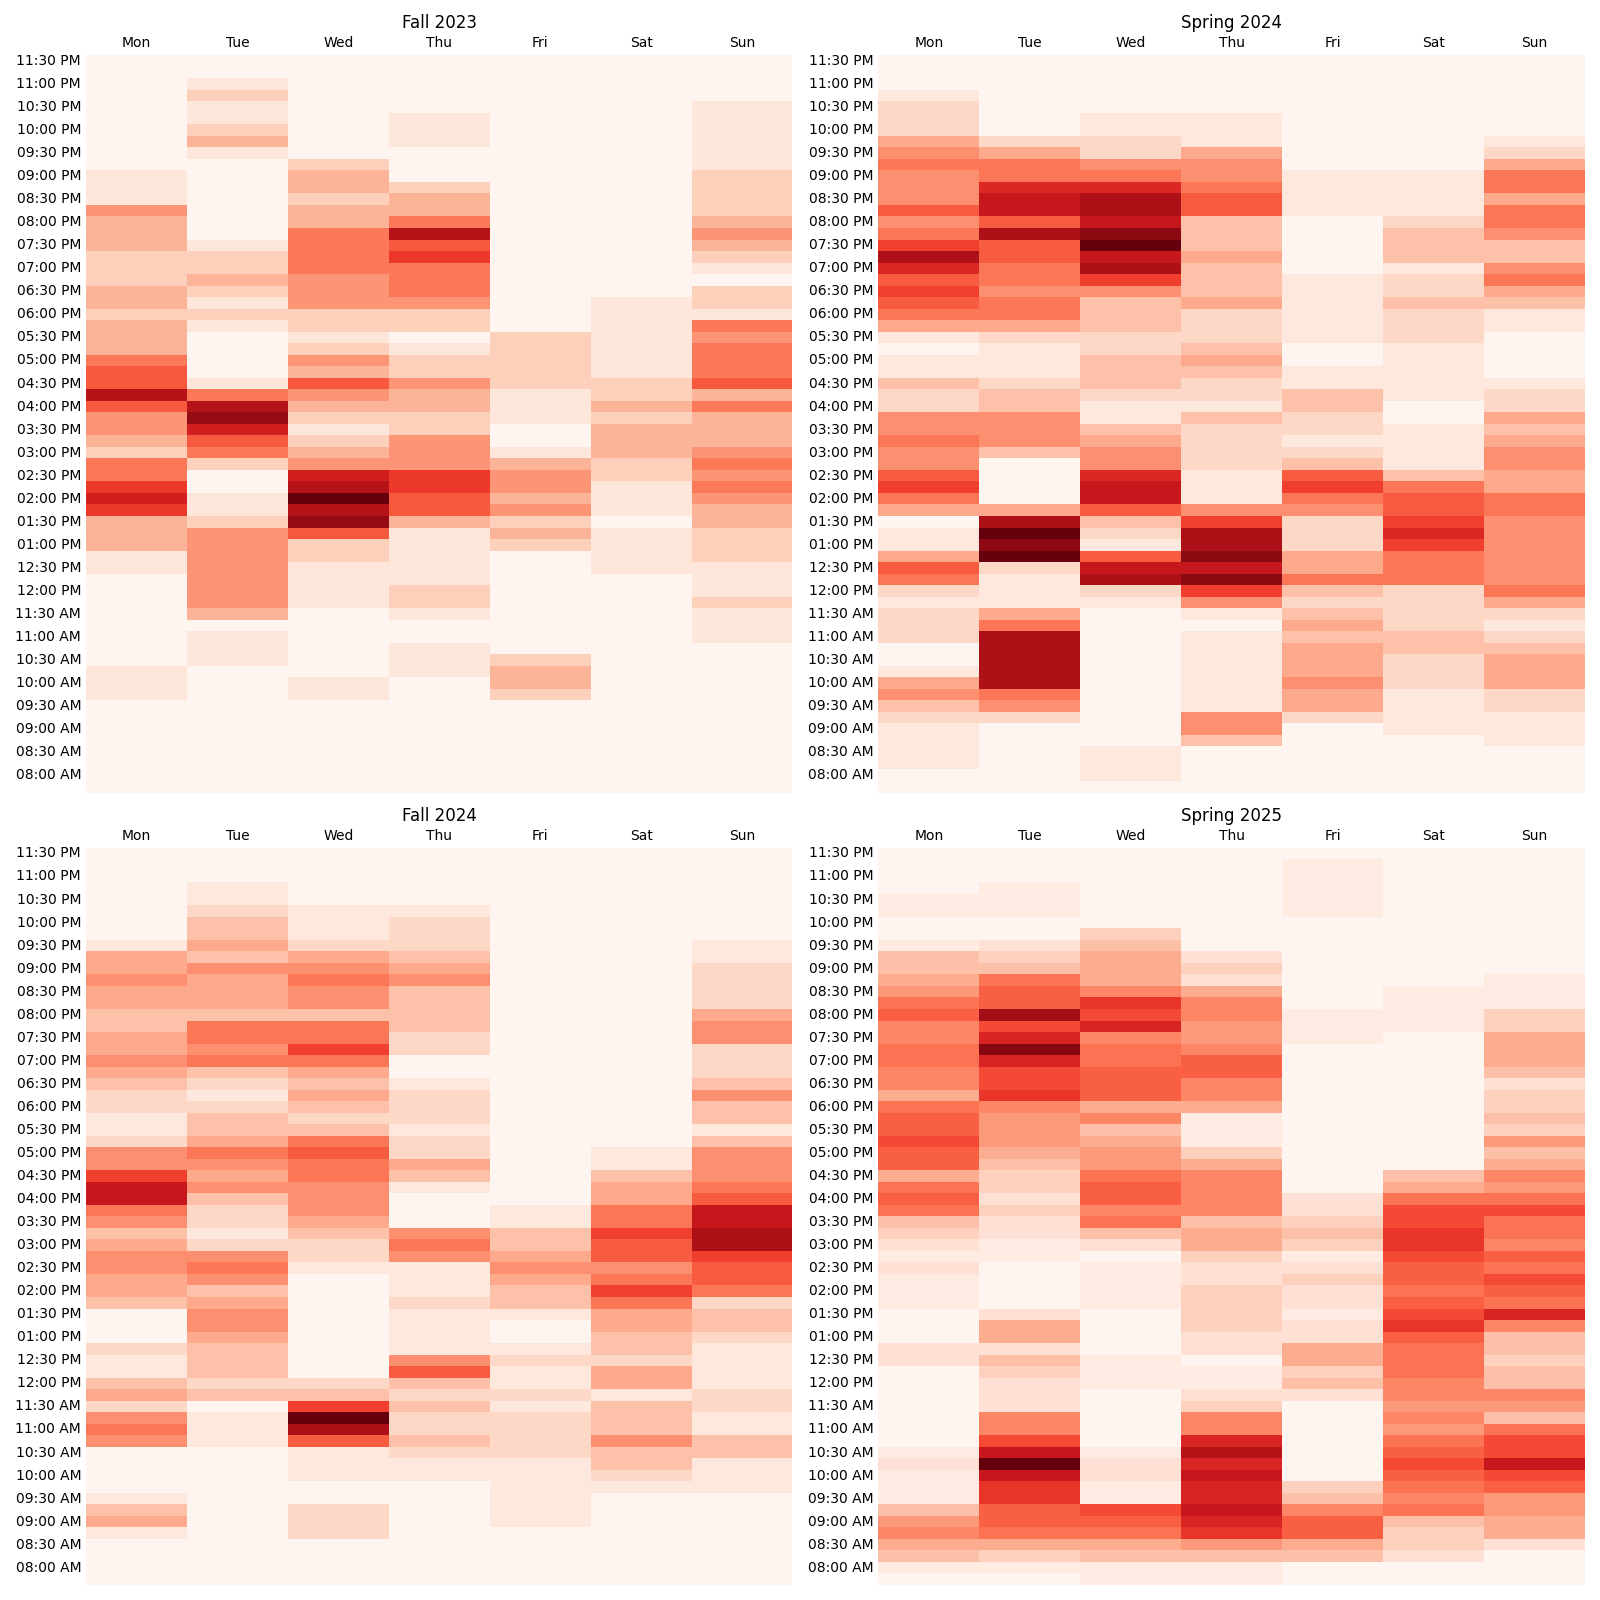 Fall 2023
Mon Tue Wed Thu Fri Sat Sun
11:30 PM
11:00 PM
10:30 PM
10:00 PM
09:30 PM
09:00 PM
08:30 PM
08:00 PM
07:30 PM
07:00 PM
06:30 PM
06:00 PM
05:30 PM
05:00 PM
04:30 PM
04:00 PM
03:30 PM
03:00 PM
02:30 PM
02:00 PM
01:30 PM
01:00 PM
12:30 PM
12:00 PM
11:30 AM
11:00 AM
10:30 AM
10:00 AM
09:30 AM
09:00 AM
08:30 AM
08:00 AM
Spring 2024
Mon Tue Wed Thu Fri Sat Sun
11:30 PM
11:00 PM
10:30 PM
10:00 PM
09:30 PM
09:00 PM
08:30 PM
08:00 PM
07:30 PM
07:00 PM
06:30 PM
06:00 PM
05:30 PM
05:00 PM
04:30 PM
04:00 PM
03:30 PM
03:00 PM
02:30 PM
02:00 PM
01:30 PM
01:00 PM
12:30 PM
12:00 PM
11:30 AM
11:00 AM
10:30 AM
10:00 AM
09:30 AM
09:00 AM
08:30 AM
08:00 AM
Fall 2024
Mon Tue Wed Thu Fri Sat Sun
11:30 PM
11:00 PM
10:30 PM
10:00 PM
09:30 PM
09:00 PM
08:30 PM
08:00 PM
07:30 PM
07:00 PM
06:30 PM
06:00 PM
05:30 PM
05:00 PM
04:30 PM
04:00 PM
03:30 PM
03:00 PM
02:30 PM
02:00 PM
01:30 PM
01:00 PM
12:30 PM
12:00 PM
11:30 AM
11:00 AM
10:30 AM
10:00 AM
09:30 AM
09:00 AM
08:30 AM
08:00 AM
Spring 2025
Mon Tue Wed Thu Fri Sat Sun
11:30 PM
11:00 PM
10:30 PM
10:00 PM
09:30 PM
09:00 PM
08:30 PM
08:00 PM
07:30 PM
07:00 PM
06:30 PM
06:00 PM
05:30 PM
05:00 PM
04:30 PM
04:00 PM
03:30 PM
03:00 PM
02:30 PM
02:00 PM
01:30 PM
01:00 PM
12:30 PM
12:00 PM
11:30 AM
11:00 AM
10:30 AM
10:00 AM
09:30 AM
09:00 AM
08:30 AM
08:00 AM